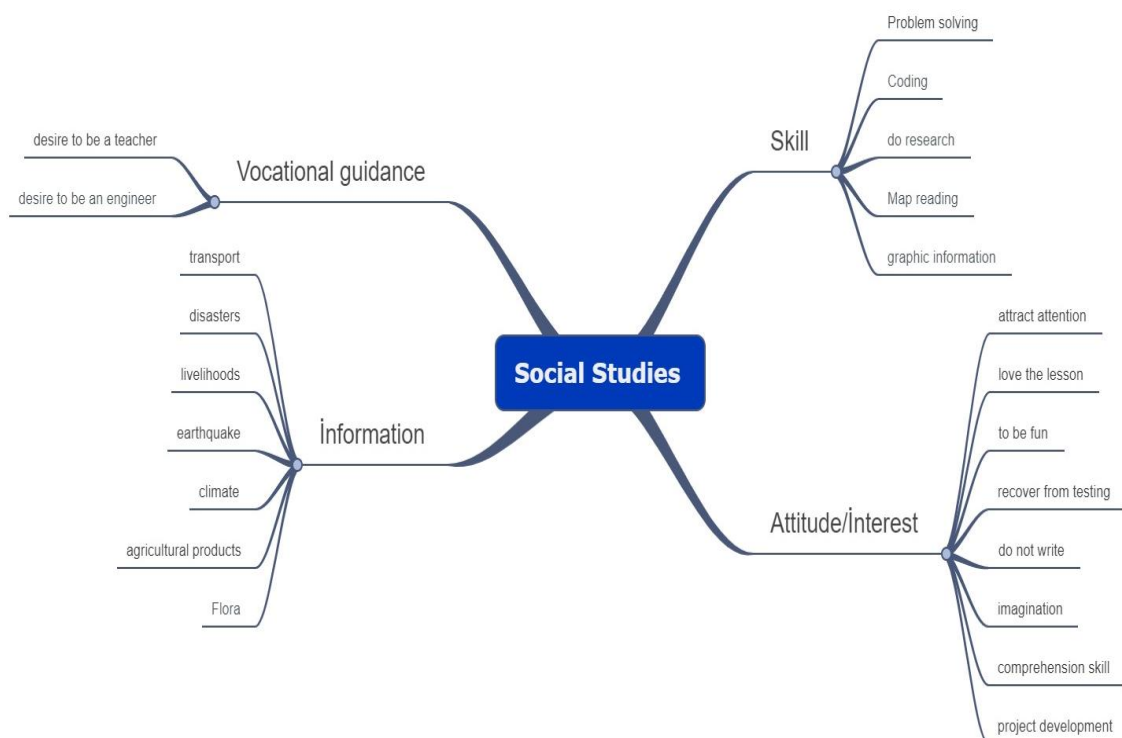 Social Studies
Vocational guidance
desire to be a teacher
desire to be an engineer
İnformation
transport
disasters
livelihoods
earthquake
climate
agricultural products
Flora
Skill
Problem solving
Coding
do research
Map reading
graphic information
Attitude/İnterest
attract attention
love the lesson
to be fun
recover from testing
do not write
imagination
comprehension skill
project development